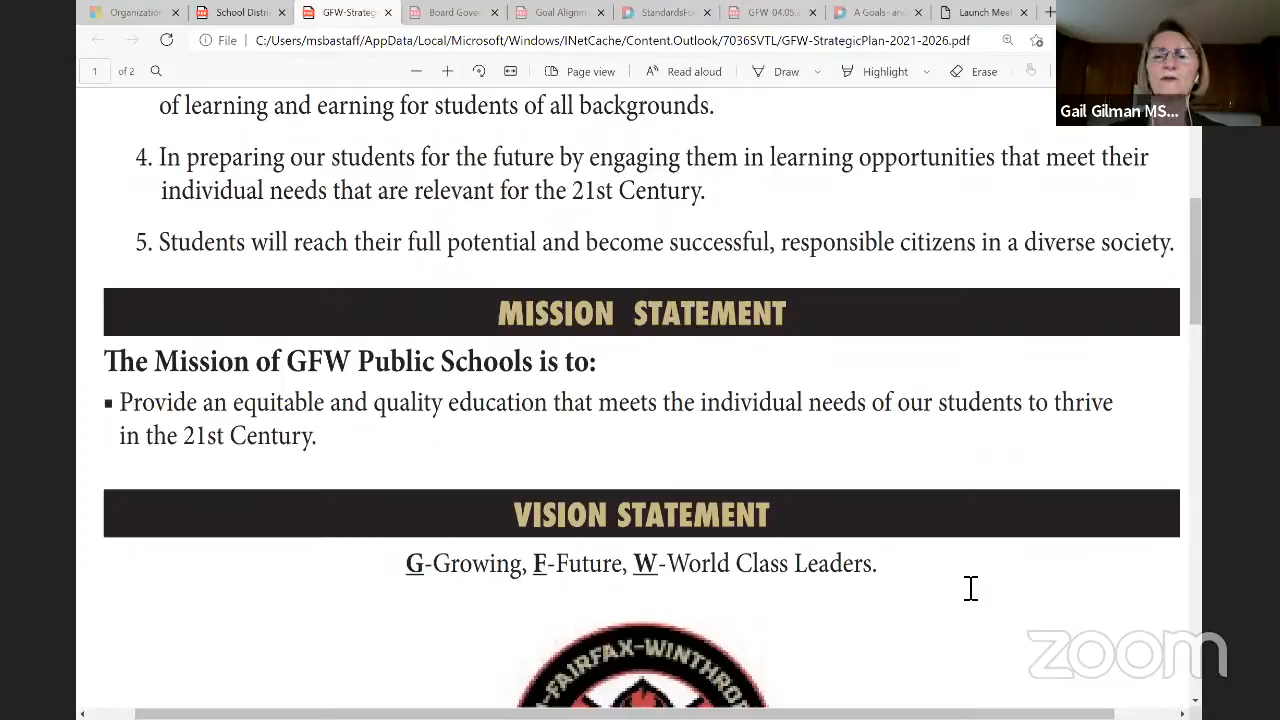 Organization
School Distri
GFW-Strateg
Board Gover
Goal Alignm
StandardsFo
GFW 04.05.
A Goals- and
Launch Meet
File
C:/Users/msbastaff/AppData/Local/Microsoft/Windows/INetCache/Content.Outlook/7036SVTL/GFW-StrategicPlan-2021-2026.pdf
1 of 2
Page view
Read aloud
Draw
Highlight
Erase
Gail Gilman MS...
of learning and earning for students of all backgrounds.
4. In preparing our students for the future by engaging them in learning opportunities that meet their
individual needs that are relevant for the 21st Century.
5. Students will reach their full potential and become successful, responsible citizens in a diverse society.
MISSION STATEMENT
The Mission of GFW Public Schools is to:
▪ Provide an equitable and quality education that meets the individual needs of our students to thrive
in the 21st Century.
VISION STATEMENT
G-Growing, F-Future, W-World Class Leaders.
-FAIRFAX-WINTHRO
zoom